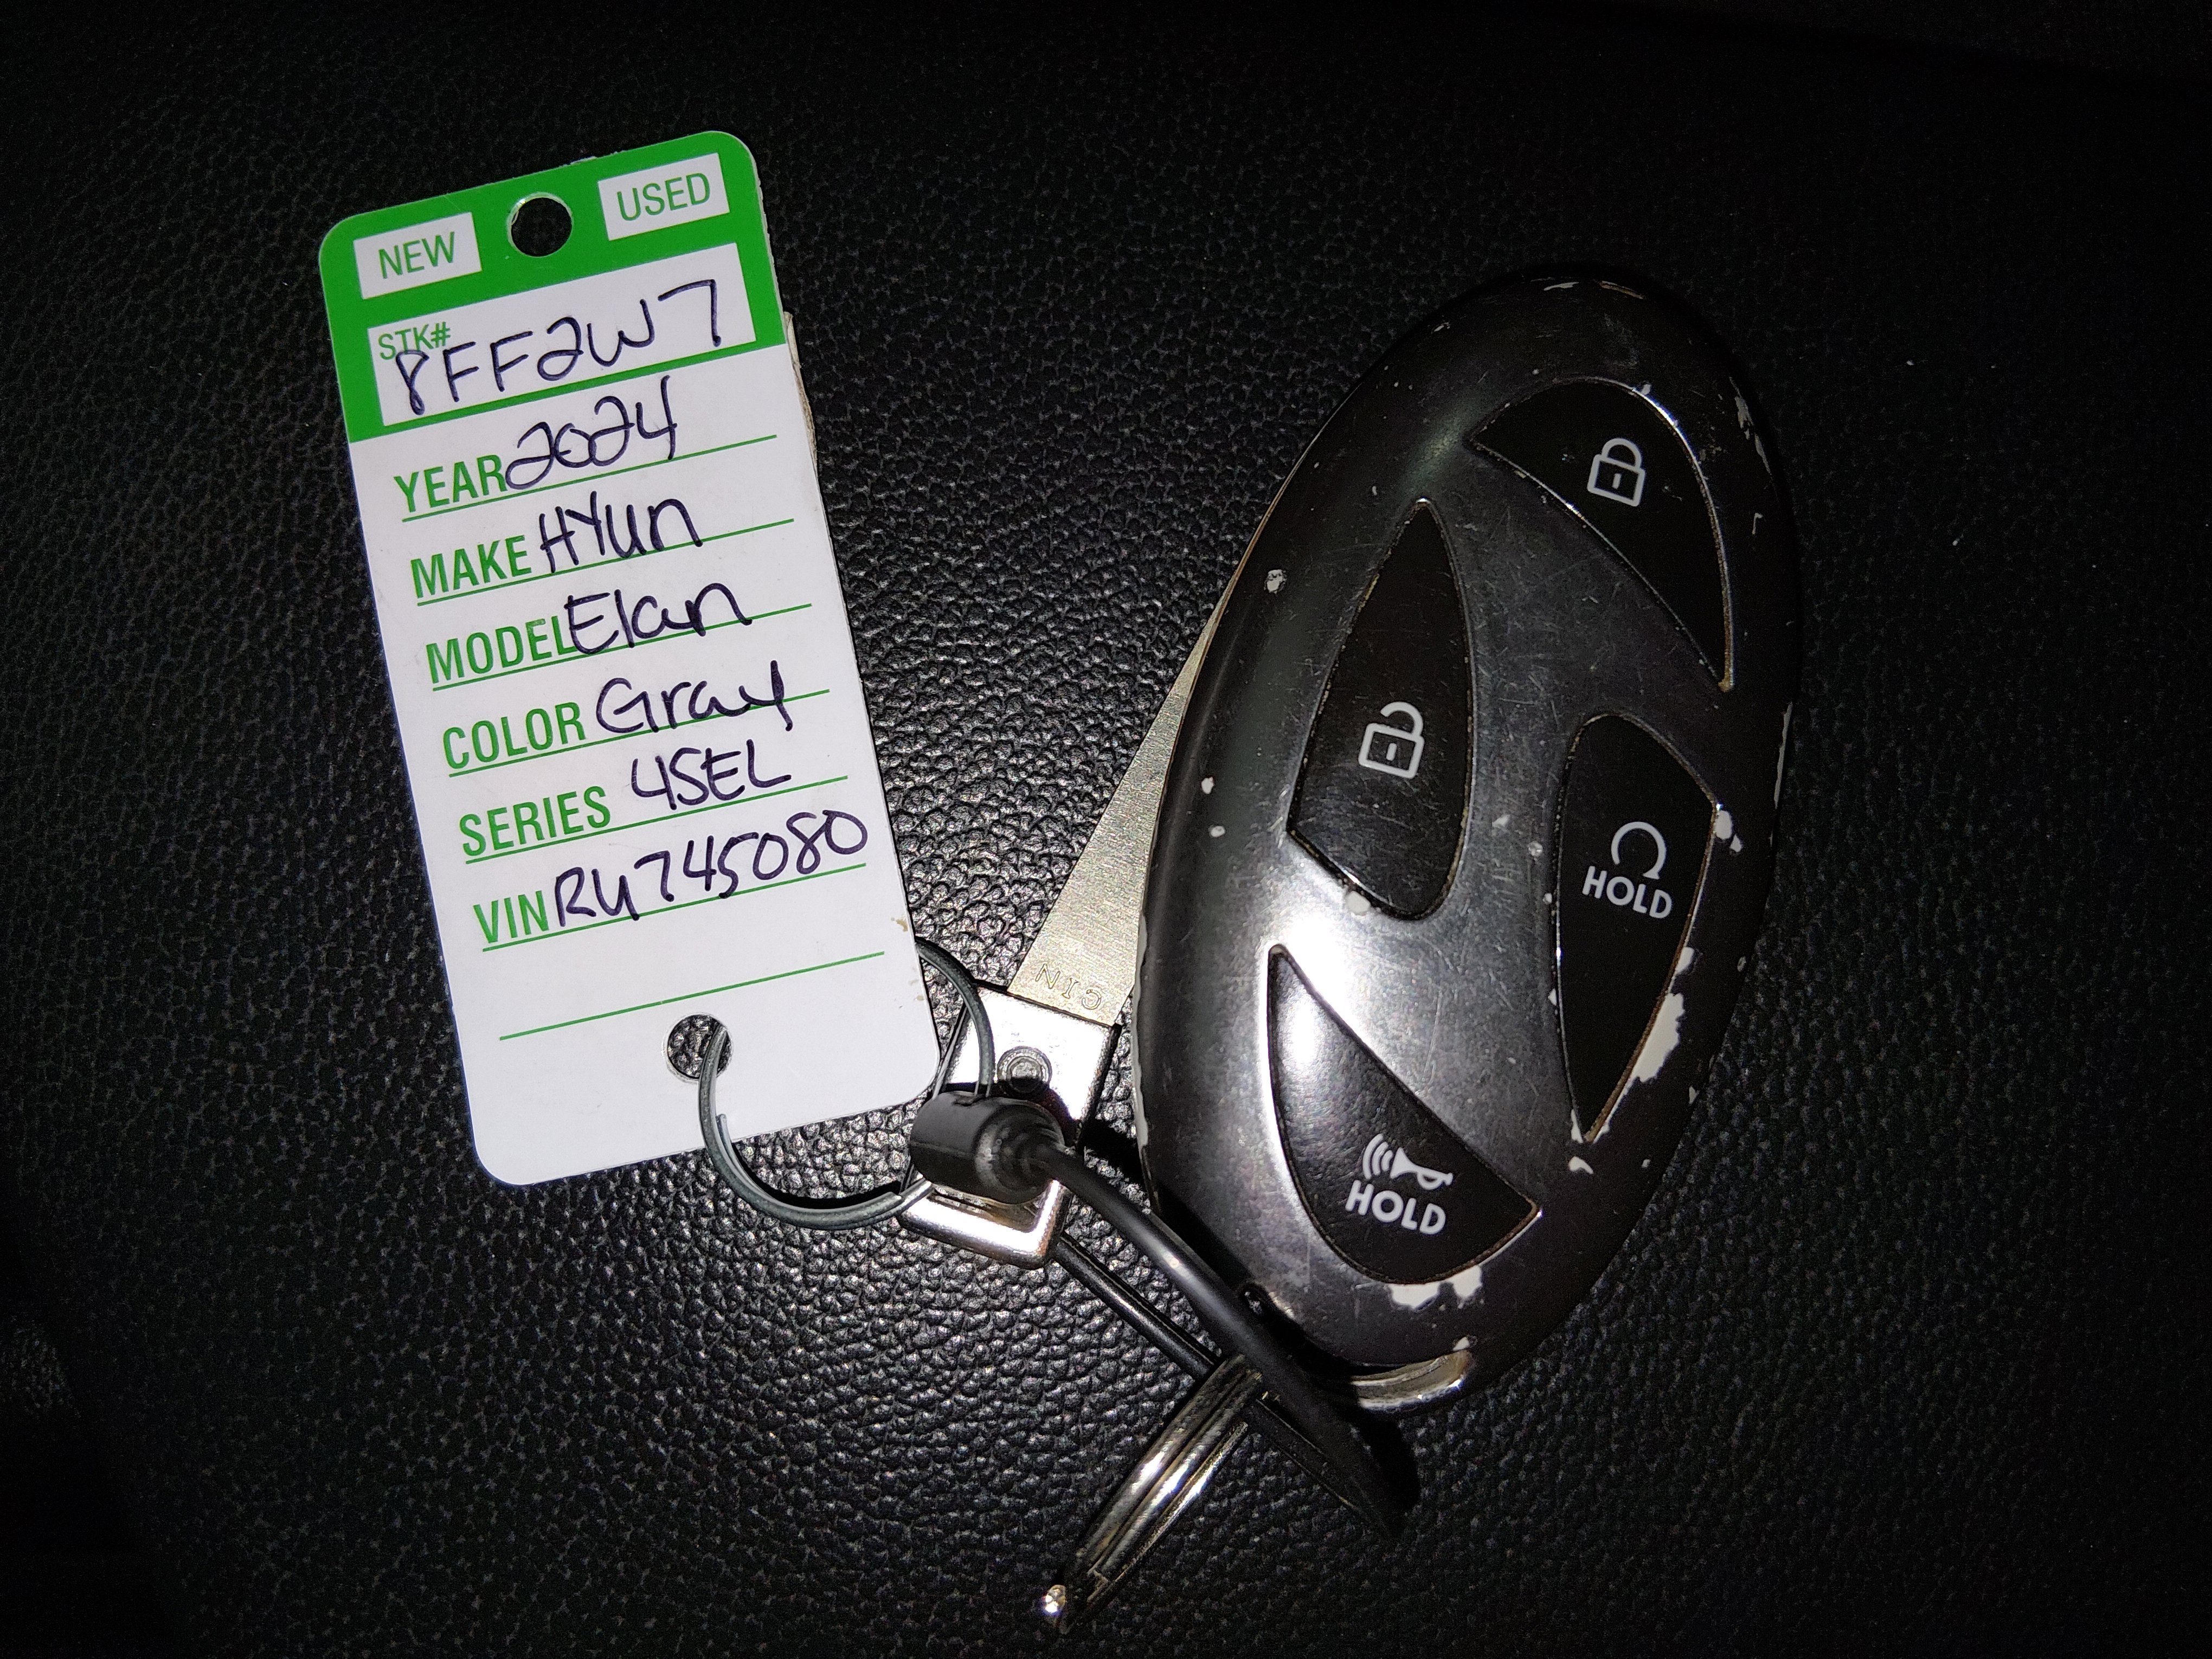 NEW USED
STK# 8FF2W7
YEAR 2024
MAKE HYun
MODEL Elan
COLOR Gray
SERIES 4SEL
VIN RU745080
HOLD
HOLD